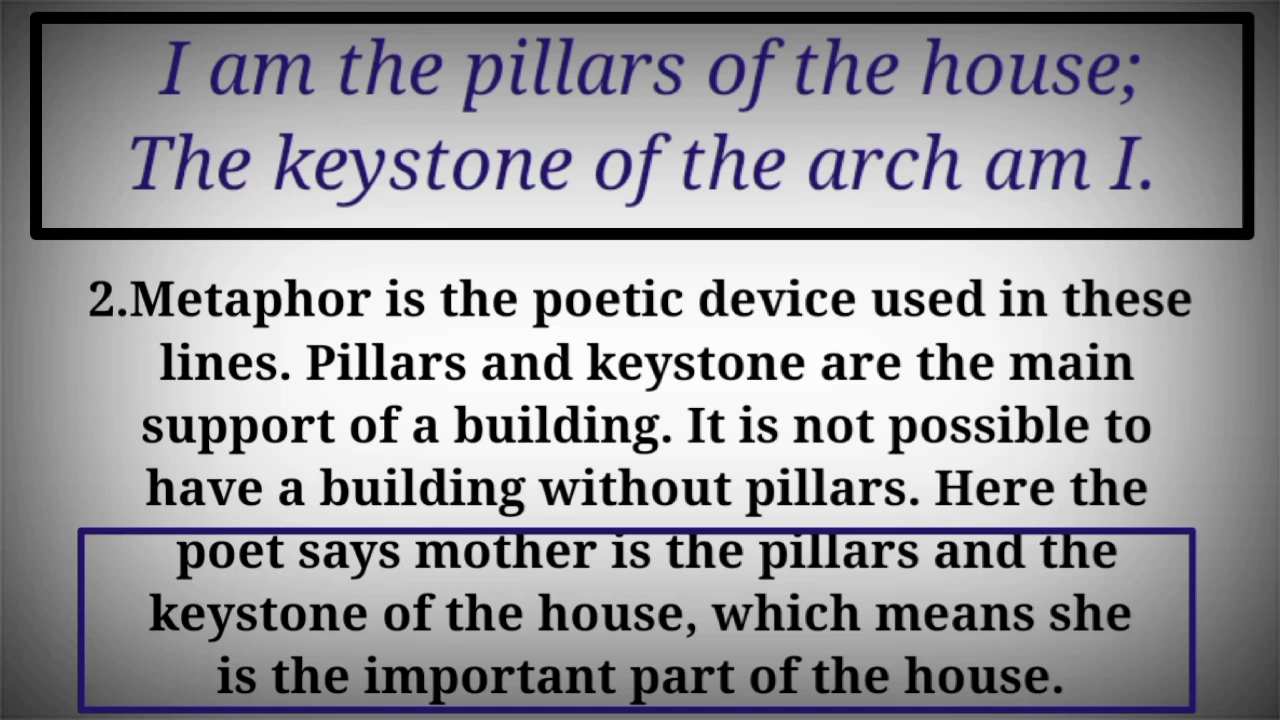 I am the pillars of the house;
The keystone of the arch am I.
2.Metaphor is the poetic device used in these
lines. Pillars and keystone are the main
support of a building. It is not possible to
have a building without pillars. Here the
poet says mother is the pillars and the
keystone of the house, which means she
is the important part of the house.